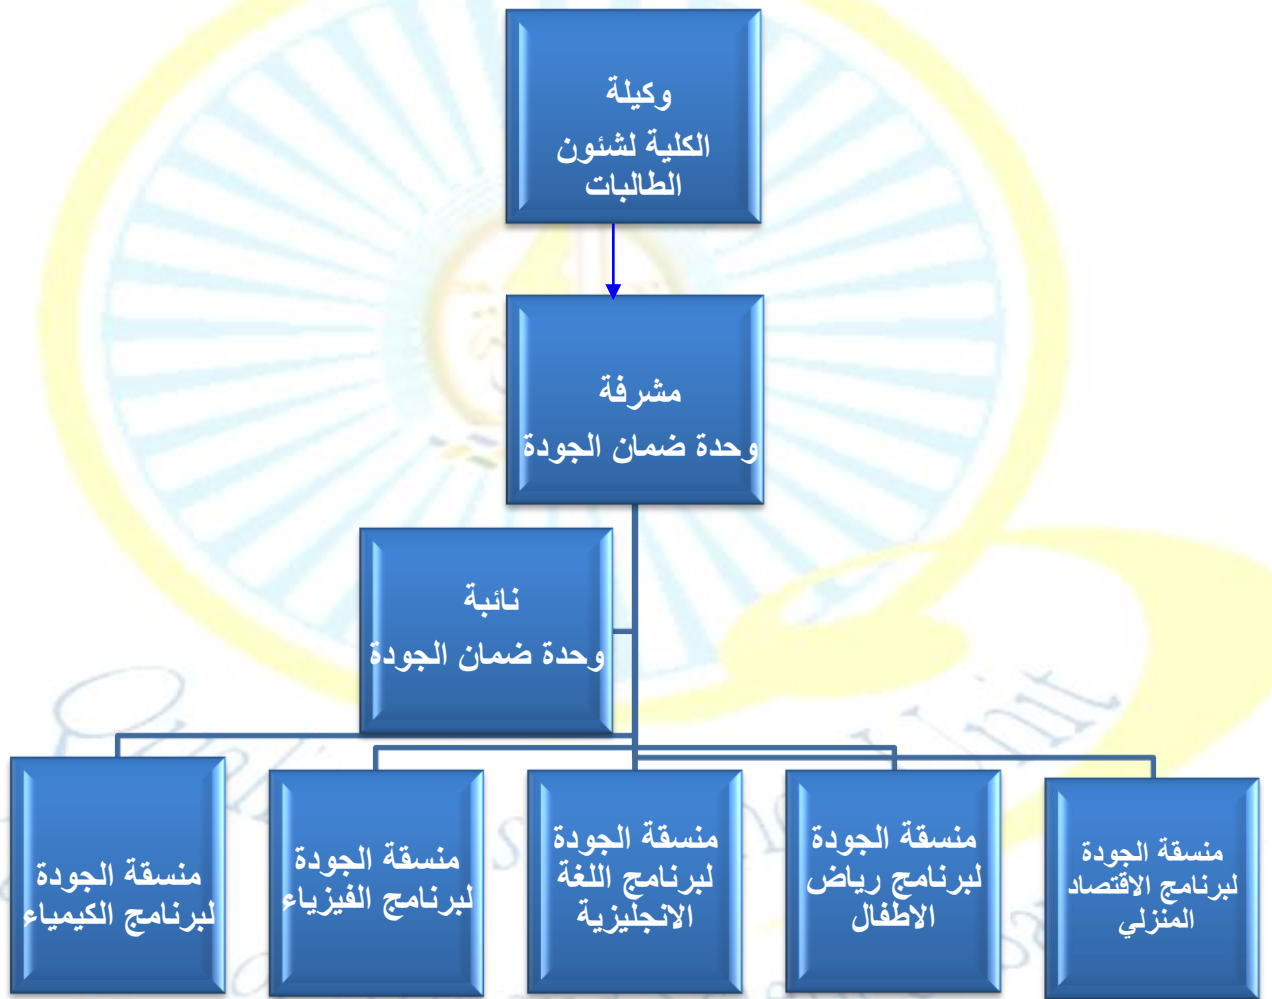 وكيلة
الكلية لشئون
الطالبات
مشرفة
وحدة ضمان الجودة
نائبة
وحدة ضمان الجودة
منسقة الجودة
لبرنامج الاقتصاد
المنزلي
منسقة الجودة
لبرنامج رياض
الاطفال
منسقة الجودة
لبرنامج اللغة
الانجليزية
منسقة الجودة
لبرنامج الفيزياء
منسقة الجودة
لبرنامج الكيمياء
Unit